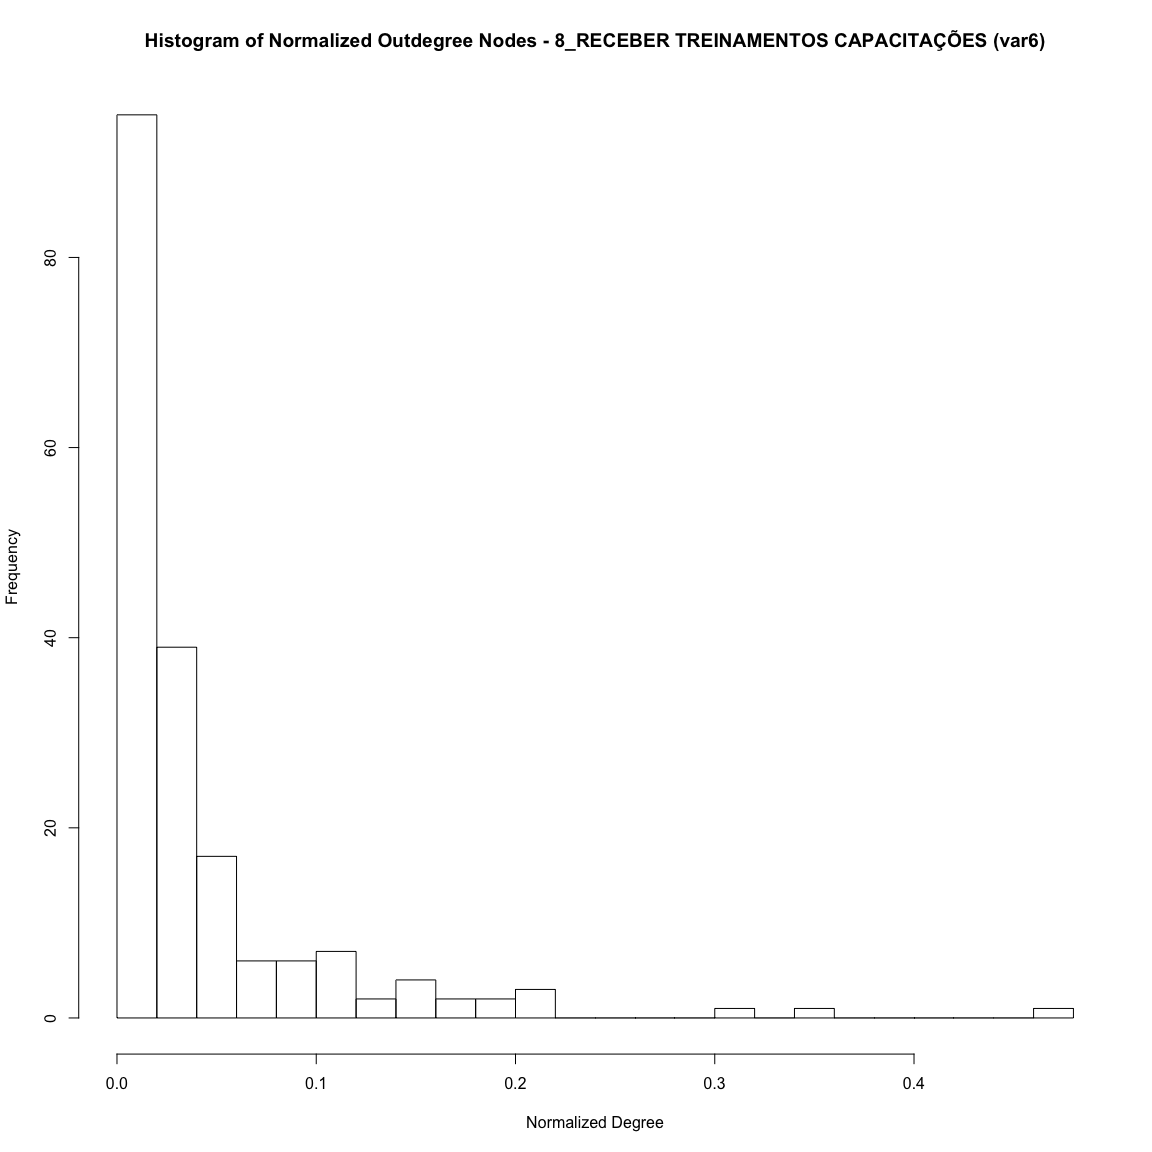 Histogram of Normalized Outdegree Nodes - 8_RECEBER TREINAMENTOS CAPACITAÇÕES (var6)
Frequency
80
60
40
20
0
0.0 0.1 0.2 0.3 0.4
Normalized Degree